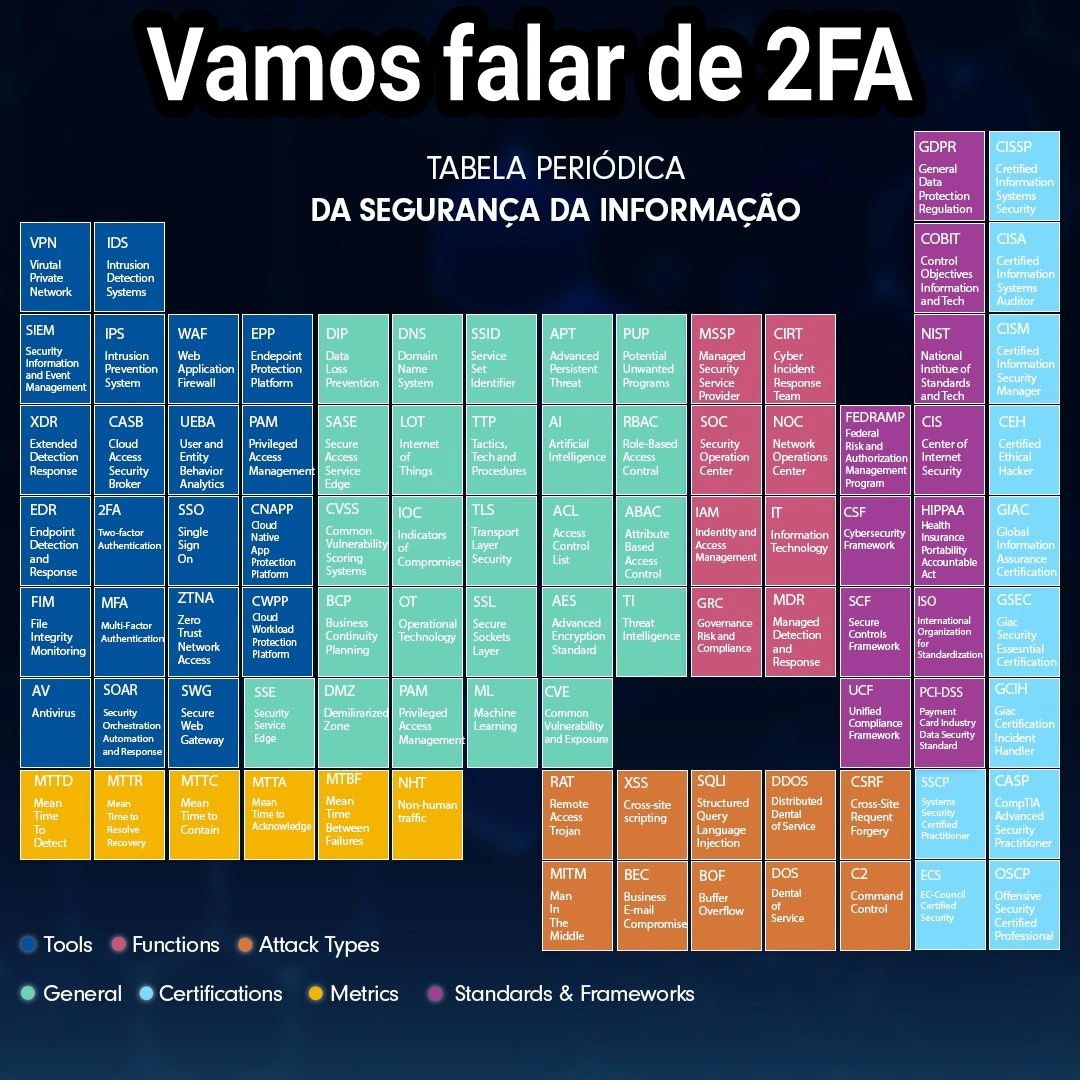 Vamos falar de 2FA
TABELA PERIÓDICA
DA SEGURANÇA DA INFORMAÇÃO
GDPR
General
Data
Protection
Regulation
CISSP
Cretified
Information
Systems
Security
VPN
Virutal
Private
Network
IDS
Intrusion
Detection
Systems
COBIT
Control
Objectives
Information
and Tech
CISA
Certified
Information
Systems
Auditor
SIEM
Security
Information
and Event
Management
IPS
Intrusion
Prevention
System
WAF
Web
Application
Firewall
EPP
Endepoint
Protection
Platform
DIP
Data
Loss
Prevention
DNS
Domain
Name
System
SSID
Service
Set
Identifier
APT
Advanced
Persistent
Threat
PUP
Potential
Unwanted
Programs
MSSP
Managed
Security
Service
Provider
CIRT
Cyber
Incident
Response
Team
NIST
National
Institue of
Standards
and Tech
CISM
Certified
Information
Security
Manager
XDR
Extended
Detection
Response
CASB
Cloud
Access
Security
Broker
UEBA
User and
Entity
Behavior
Analytics
PAM
Privileged
Access
Management
SASE
Secure
Access
Service
Edge
LOT
Internet
of
Things
TTP
Tactics,
Tech and
Procedures
AI
Artificial
Intelligence
RBAC
Role-Based
Access
Contral
SOC
Security
Operation
Center
NOC
Network
Operations
Center
FEDRAMP
Federal
Risk and
Authorization
Management
Program
CIS
Center of
Internet
Security
CEH
Certified
Ethical
Hacker
EDR
Endpoint
Detection
and
Response
2FA
Two-factor
Authentication
SSO
Single
Sign
On
CNAPP
Cloud
Native
App
Protection
Platform
CVSS
Common
Vulnerability
Scoring
Systems
IOC
Indicators
of
Compromise
TLS
Transport
Layer
Security
ACL
Access
Control
List
ABAC
Attribute
Based
Access
Control
IAM
Indentity and
Access
Management
IT
Information
Technology
CSF
Cybersecurity
Framework
HIPPAA
Health
Insurance
Portability
Accountable
Act
GIAC
Global
Information
Assurance
Certification
FIM
File
Integrity
Monitoring
MFA
Multi-Factor
Authentication
ZTNA
Zero
Trust
Network
Access
CWPP
Cloud
Workload
Protection
Platform
BCP
Business
Continuity
Planning
OT
Operational
Technology
SSL
Secure
Sockets
Layer
AES
Advanced
Encryption
Standard
TI
Threat
Intelligence
GRC
Governance
Risk and
Compliance
MDR
Managed
Detection
and
Response
SCF
Secure
Controls
Framework
ISO
International
Organization
for
Standardization
GSEC
Giac
Security
Essesntial
Certification
AV
Antivirus
SOAR
Security
Orchestration
Automation
and Response
SWG
Secure
Web
Gateway
SSE
Security
Service
Edge
DMZ
Demilirarized
Zone
PAM
Privileged
Access
Management
ML
Machine
Learning
CVE
Common
Vulnerability
and Exposure
UCF
Unified
Compliance
Framework
PCI-DSS
Payment
Card Industry
Data Security
Standard
GCIH
Giac
Certification
Incident
Handler
MTTD
Mean
Time
To
Detect
MTTR
Mean
Time to
Resolve
Recovery
MTTC
Mean
Time to
Contain
MTTA
Mean
Time to
Acknowledge
MTBF
Mean
Time
Between
Failures
NHT
Non-human
traffic
RAT
Remote
Access
Trojan
XSS
Cross-site
scripting
SQLI
Structured
Query
Language
Injection
DDOS
Distributed
Dental
of Service
CSRF
Cross-Site
Requent
Forgery
SSCP
Systems
Security
Certified
Practitioner
CASP
CompTIA
Advanced
Security
Practitioner
MITM
Man
In
The
Middle
BEC
Business
E-mail
Compromise
BOF
Buffer
Overflow
DOS
Dental
of
Service
C2
Command
Control
ECS
EC-Council
Certified
Security
OSCP
Offensive
Security
Certified
Professional
Tools
Functions
Attack Types
General
Certifications
Metrics
Standards & Frameworks